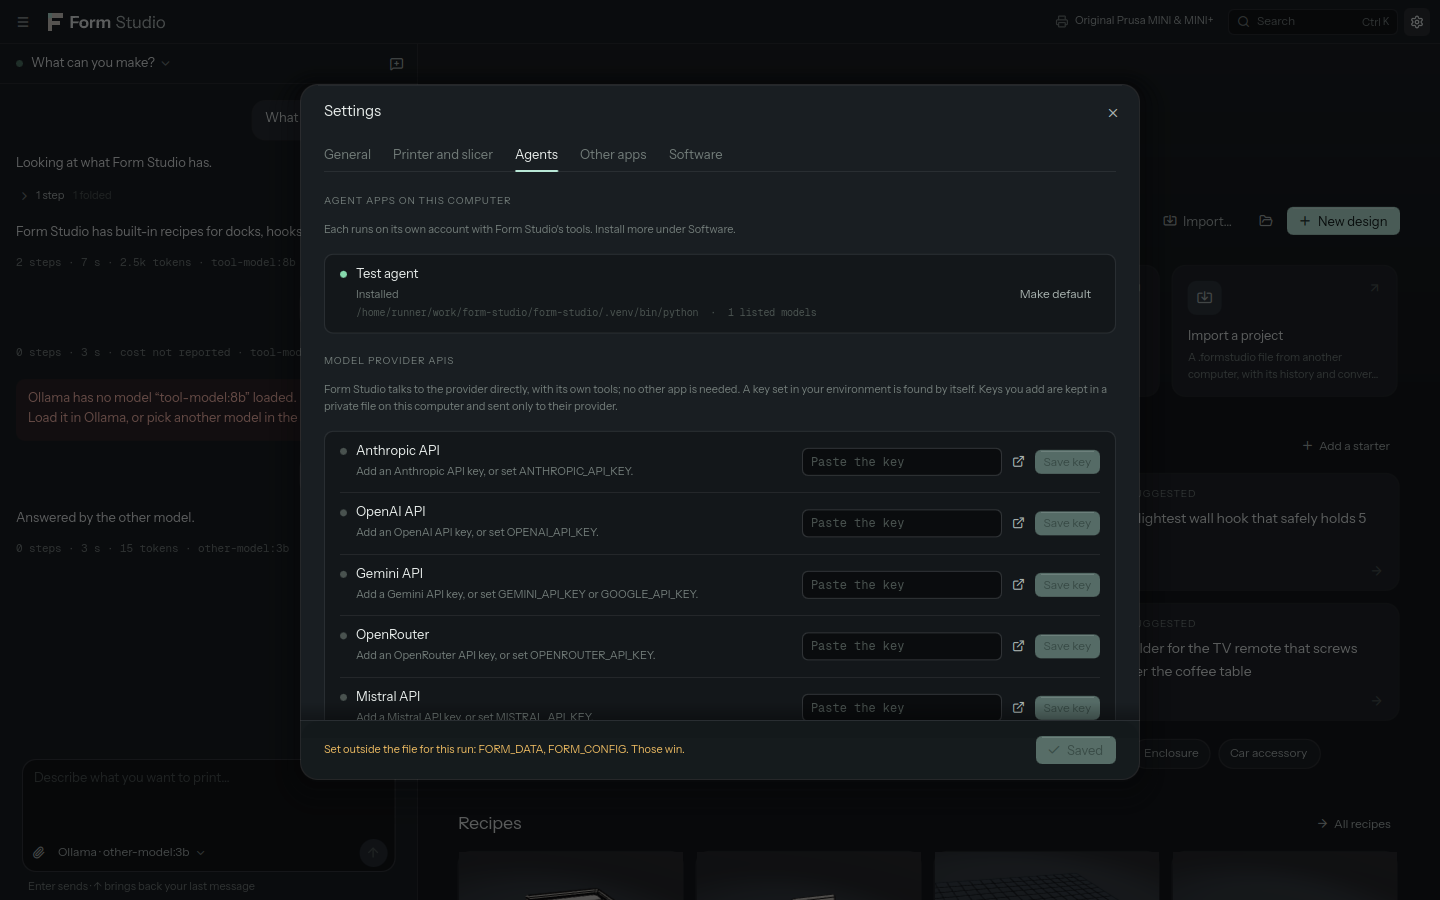 Form Studio
Original Prusa MINI & MINI+
Search
Ctrl K
What can you make?
What
Looking at what Form Studio has.
1 step 1 folded
Form Studio has built-in recipes for docks, hooks
2 steps · 7 s · 2.5k tokens · tool-model:8b
0 steps · 3 s · cost not reported · tool-mod
Ollama has no model “tool-model:8b” loaded.
Load it in Ollama, or pick another model in the
Answered by the other model.
0 steps · 3 s · 15 tokens · other-model:3b
Describe what you want to print...
Ollama · other-model:3b
Enter sends · ↑ brings back your last message
Settings
General
Printer and slicer
Agents
Other apps
Software
AGENT APPS ON THIS COMPUTER
Each runs on its own account with Form Studio's tools. Install more under Software.
Test agent
Installed
/home/runner/work/form-studio/form-studio/.venv/bin/python · 1 listed models
Make default
MODEL PROVIDER APIS
Form Studio talks to the provider directly, with its own tools; no other app is needed. A key set in your environment is found by itself. Keys you add are kept in a
private file on this computer and sent only to their provider.
Anthropic API
Add an Anthropic API key, or set ANTHROPIC_API_KEY.
Paste the key
Save key
OpenAI API
Add an OpenAI API key, or set OPENAI_API_KEY.
Paste the key
Save key
Gemini API
Add a Gemini API key, or set GEMINI_API_KEY or GOOGLE_API_KEY.
Paste the key
Save key
OpenRouter
Add an OpenRouter API key, or set OPENROUTER_API_KEY.
Paste the key
Save key
Mistral API
Add a Mistral API key, or set MISTRAL_API_KEY.
Paste the key
Save key
Set outside the file for this run: FORM_DATA, FORM_CONFIG. Those win.
Saved
Import...
New design
Import a project
A .formstudio file from another
computer, with its history and conver...
Add a starter
GGESTED
lightest wall hook that safely holds 5
GGESTED
lder for the TV remote that screws
er the coffee table
Enclosure
Car accessory
Recipes
All recipes